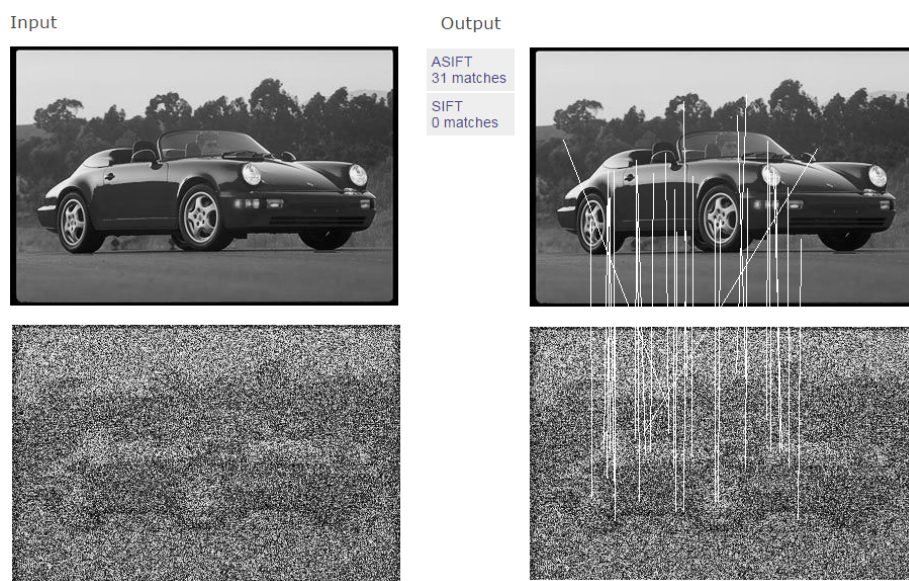 Input
Output
ASIFT
31 matches
SIFT
0 matches